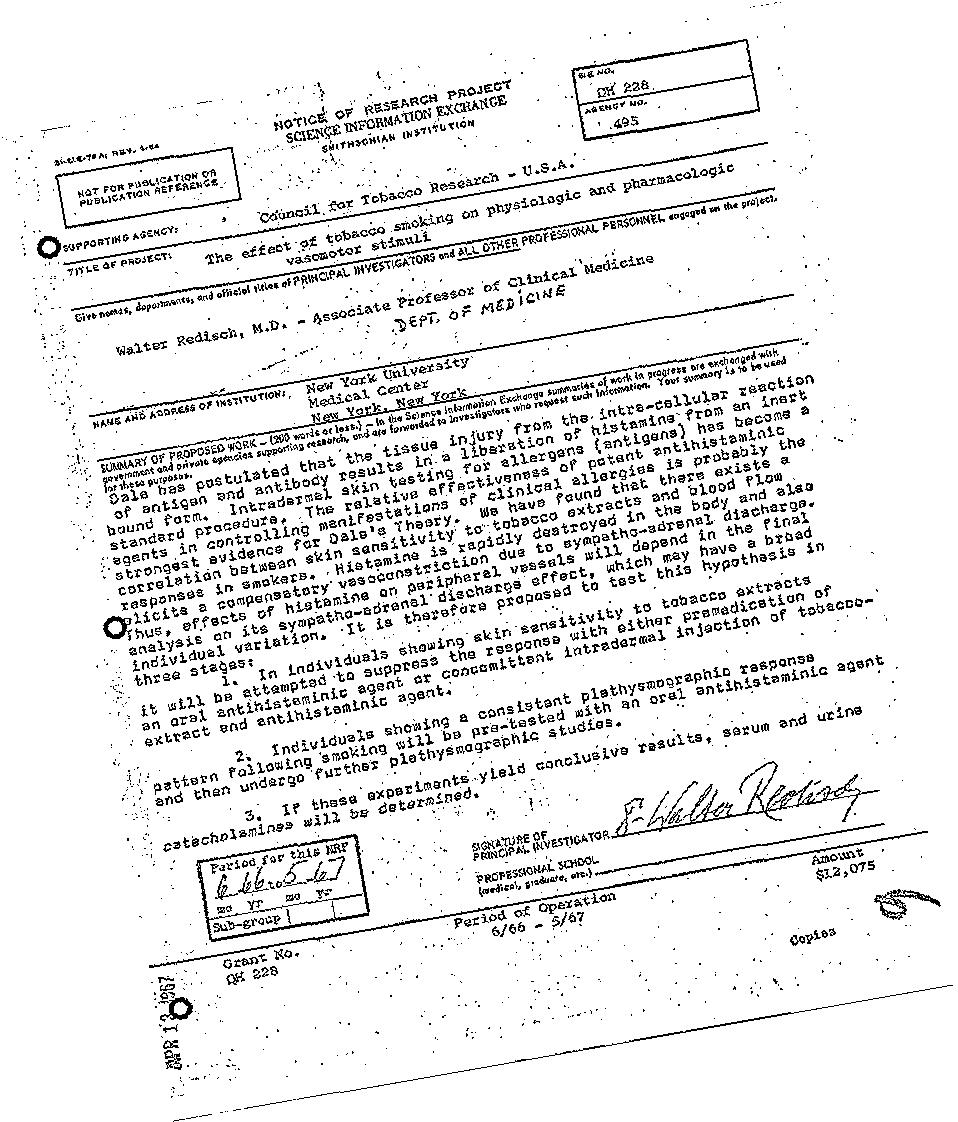 NOTICE OF RESEARCH PROJECT
SCIENCE INFORMATION EXCHANGE
SMITHSONIAN INSTITUTION
SIE NO.
QH 228
AGENCY NO.
495
NOT FOR PUBLICATION OR
PUBLICATION REFERENCE
SUPPORTING AGENCY:
Council for Tobacco Research - U.S.A.
TITLE OF PROJECT:
The effect of tobacco smoking on physiologic and pharmacologic
vasomotor stimuli
Give names, departments, and official titles of PRINCIPAL INVESTIGATORS and ALL OTHER PROFESSIONAL PERSONNEL engaged on the project.
Walter Redisch, M.D. - Associate Professor of Clinical Medicine
DEPT. OF MEDICINE
NAME AND ADDRESS OF INSTITUTION:
New York University
Medical Center
New York, New York
SUMMARY OF PROPOSED WORK - (200 words or less.) - In the Science Information Exchange summaries of work in progress are exchanged with
government and private agencies supporting research, and are forwarded to investigators who request such information. Your summary is to be used
for these purposes.
Dale has postulated that the tissue injury from the intra-cellular reaction
of antigen and antibody results in a liberation of histamine from an inert
bound form. Intradermal skin testing for allergens (antigens) has become a
standard procedure. The relative effectiveness of potent antihistaminic
agents in controlling manifestations of clinical allergies is probably the
strongest evidence for Dale's Theory. We have found that there exists a
correlation between skin sensitivity to tobacco extracts and blood flow
responses in smokers. Histamine is rapidly destroyed in the body and also
elicits a compensatory vasoconstriction due to sympatho-adrenal discharge.
Thus, effects of histamine on peripheral vessels will depend in the final
analysis on its sympatho-adrenal discharge effect, which may have a broad
individual variation. It is therefore proposed to test this hypothesis in
three stages:
1. In individuals showing skin sensitivity to tobacco extracts
it will be attempted to suppress the response with either premedication of
an oral antihistaminic agent or concomittant intradermal injection of tobacco-
extract and antihistaminic agent.
2. Individuals showing a consistant plethysmographic response
pattern following smoking will be pre-tested with an oral antihistaminic agent
and then undergo further plethysmographic studies.
3. If these experiments yield conclusive results, serum and urine
catecholamines will be determined.
SIGNATURE OF
PRINCIPAL INVESTIGATOR
Walter Redisch
PROFESSIONAL SCHOOL
(medical, graduate, etc.)
Period for this NRP
6 66 to 5 67
mo yr mo yr
Sub-group
Period of Operation
6/66 - 5/67
Amount
$12,075
Grant No.
QH 228
Copies
APR 13 1967